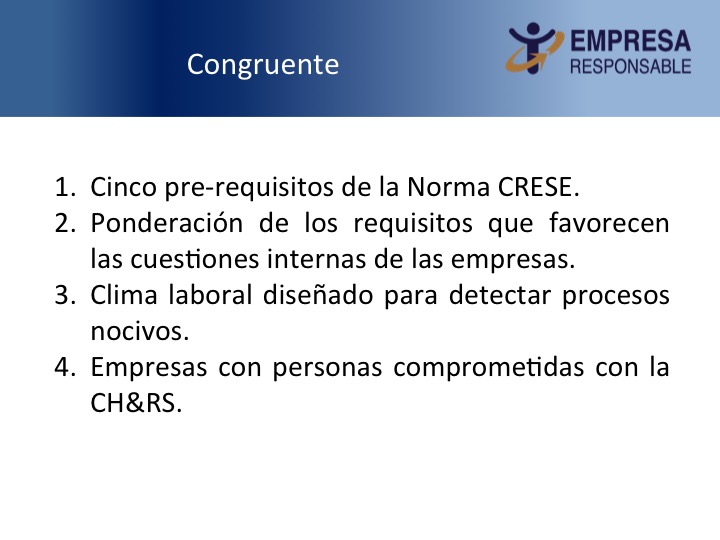 Congruente
EMPRESA
RESPONSABLE
1. Cinco pre-requisitos de la Norma CRESE.
2. Ponderación de los requisitos que favorecen
las cuestiones internas de las empresas.
3. Clima laboral diseñado para detectar procesos
nocivos.
4. Empresas con personas comprometidas con la
CH&RS.